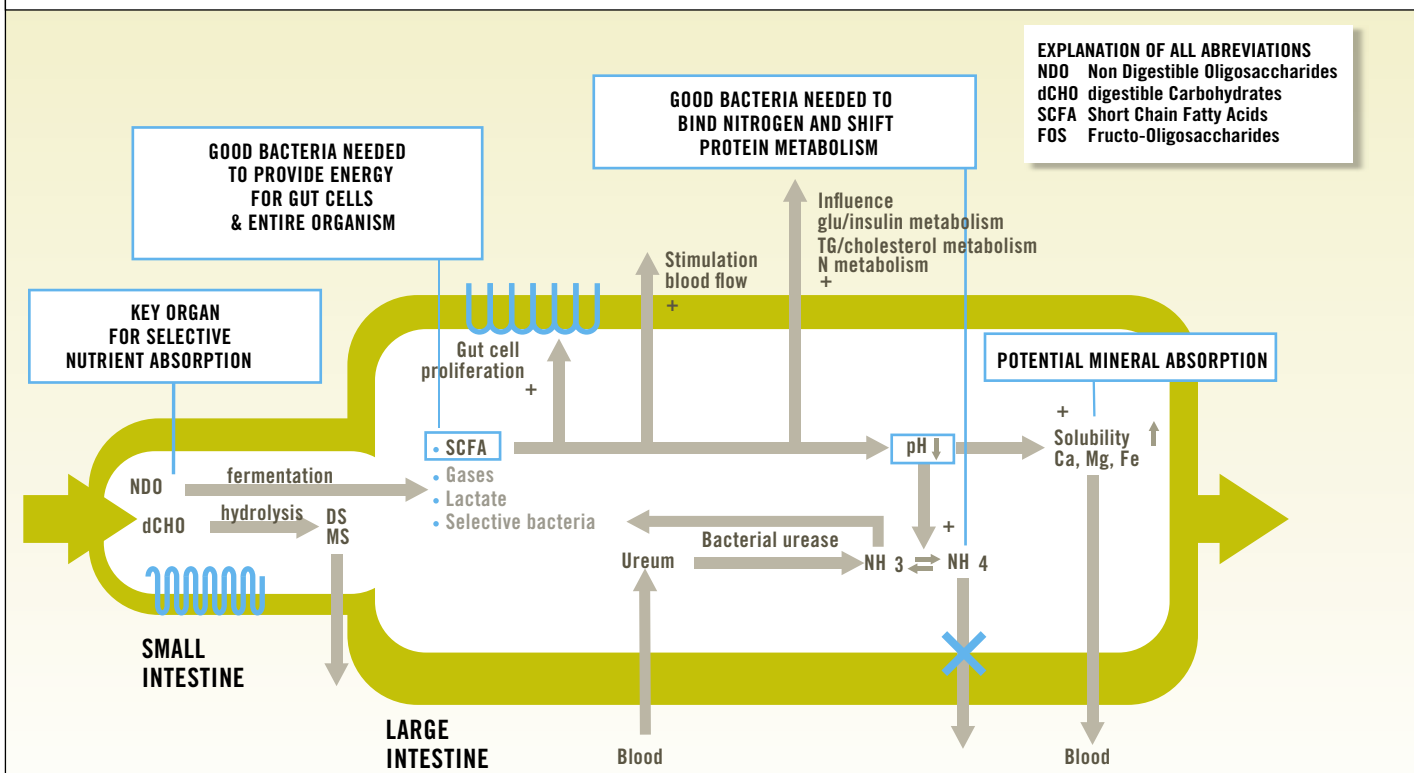 EXPLANATION OF ALL ABREVIATIONS
NDO Non Digestible Oligosaccharides
dCHO digestible Carbohydrates
SCFA Short Chain Fatty Acids
FOS Fructo-Oligosaccharides
GOOD BACTERIA NEEDED TO
BIND NITROGEN AND SHIFT
PROTEIN METABOLISM
GOOD BACTERIA NEEDED
TO PROVIDE ENERGY
FOR GUT CELLS
& ENTIRE ORGANISM
KEY ORGAN
FOR SELECTIVE
NUTRIENT ABSORPTION
Influence
glu/insulin metabolism
TG/cholesterol metabolism
N metabolism
+
Stimulation
blood flow
+
Gut cell
proliferation
+
POTENTIAL MINERAL ABSORPTION
+
Solubility
Ca, Mg, Fe
NDO
fermentation
dCHO
hydrolysis
DS
MS
• SCFA
• Gases
• Lactate
• Selective bacteria
pH
+
Ureum
Bacterial urease
NH 3
NH 4
SMALL
INTESTINE
LARGE
INTESTINE
Blood
Blood